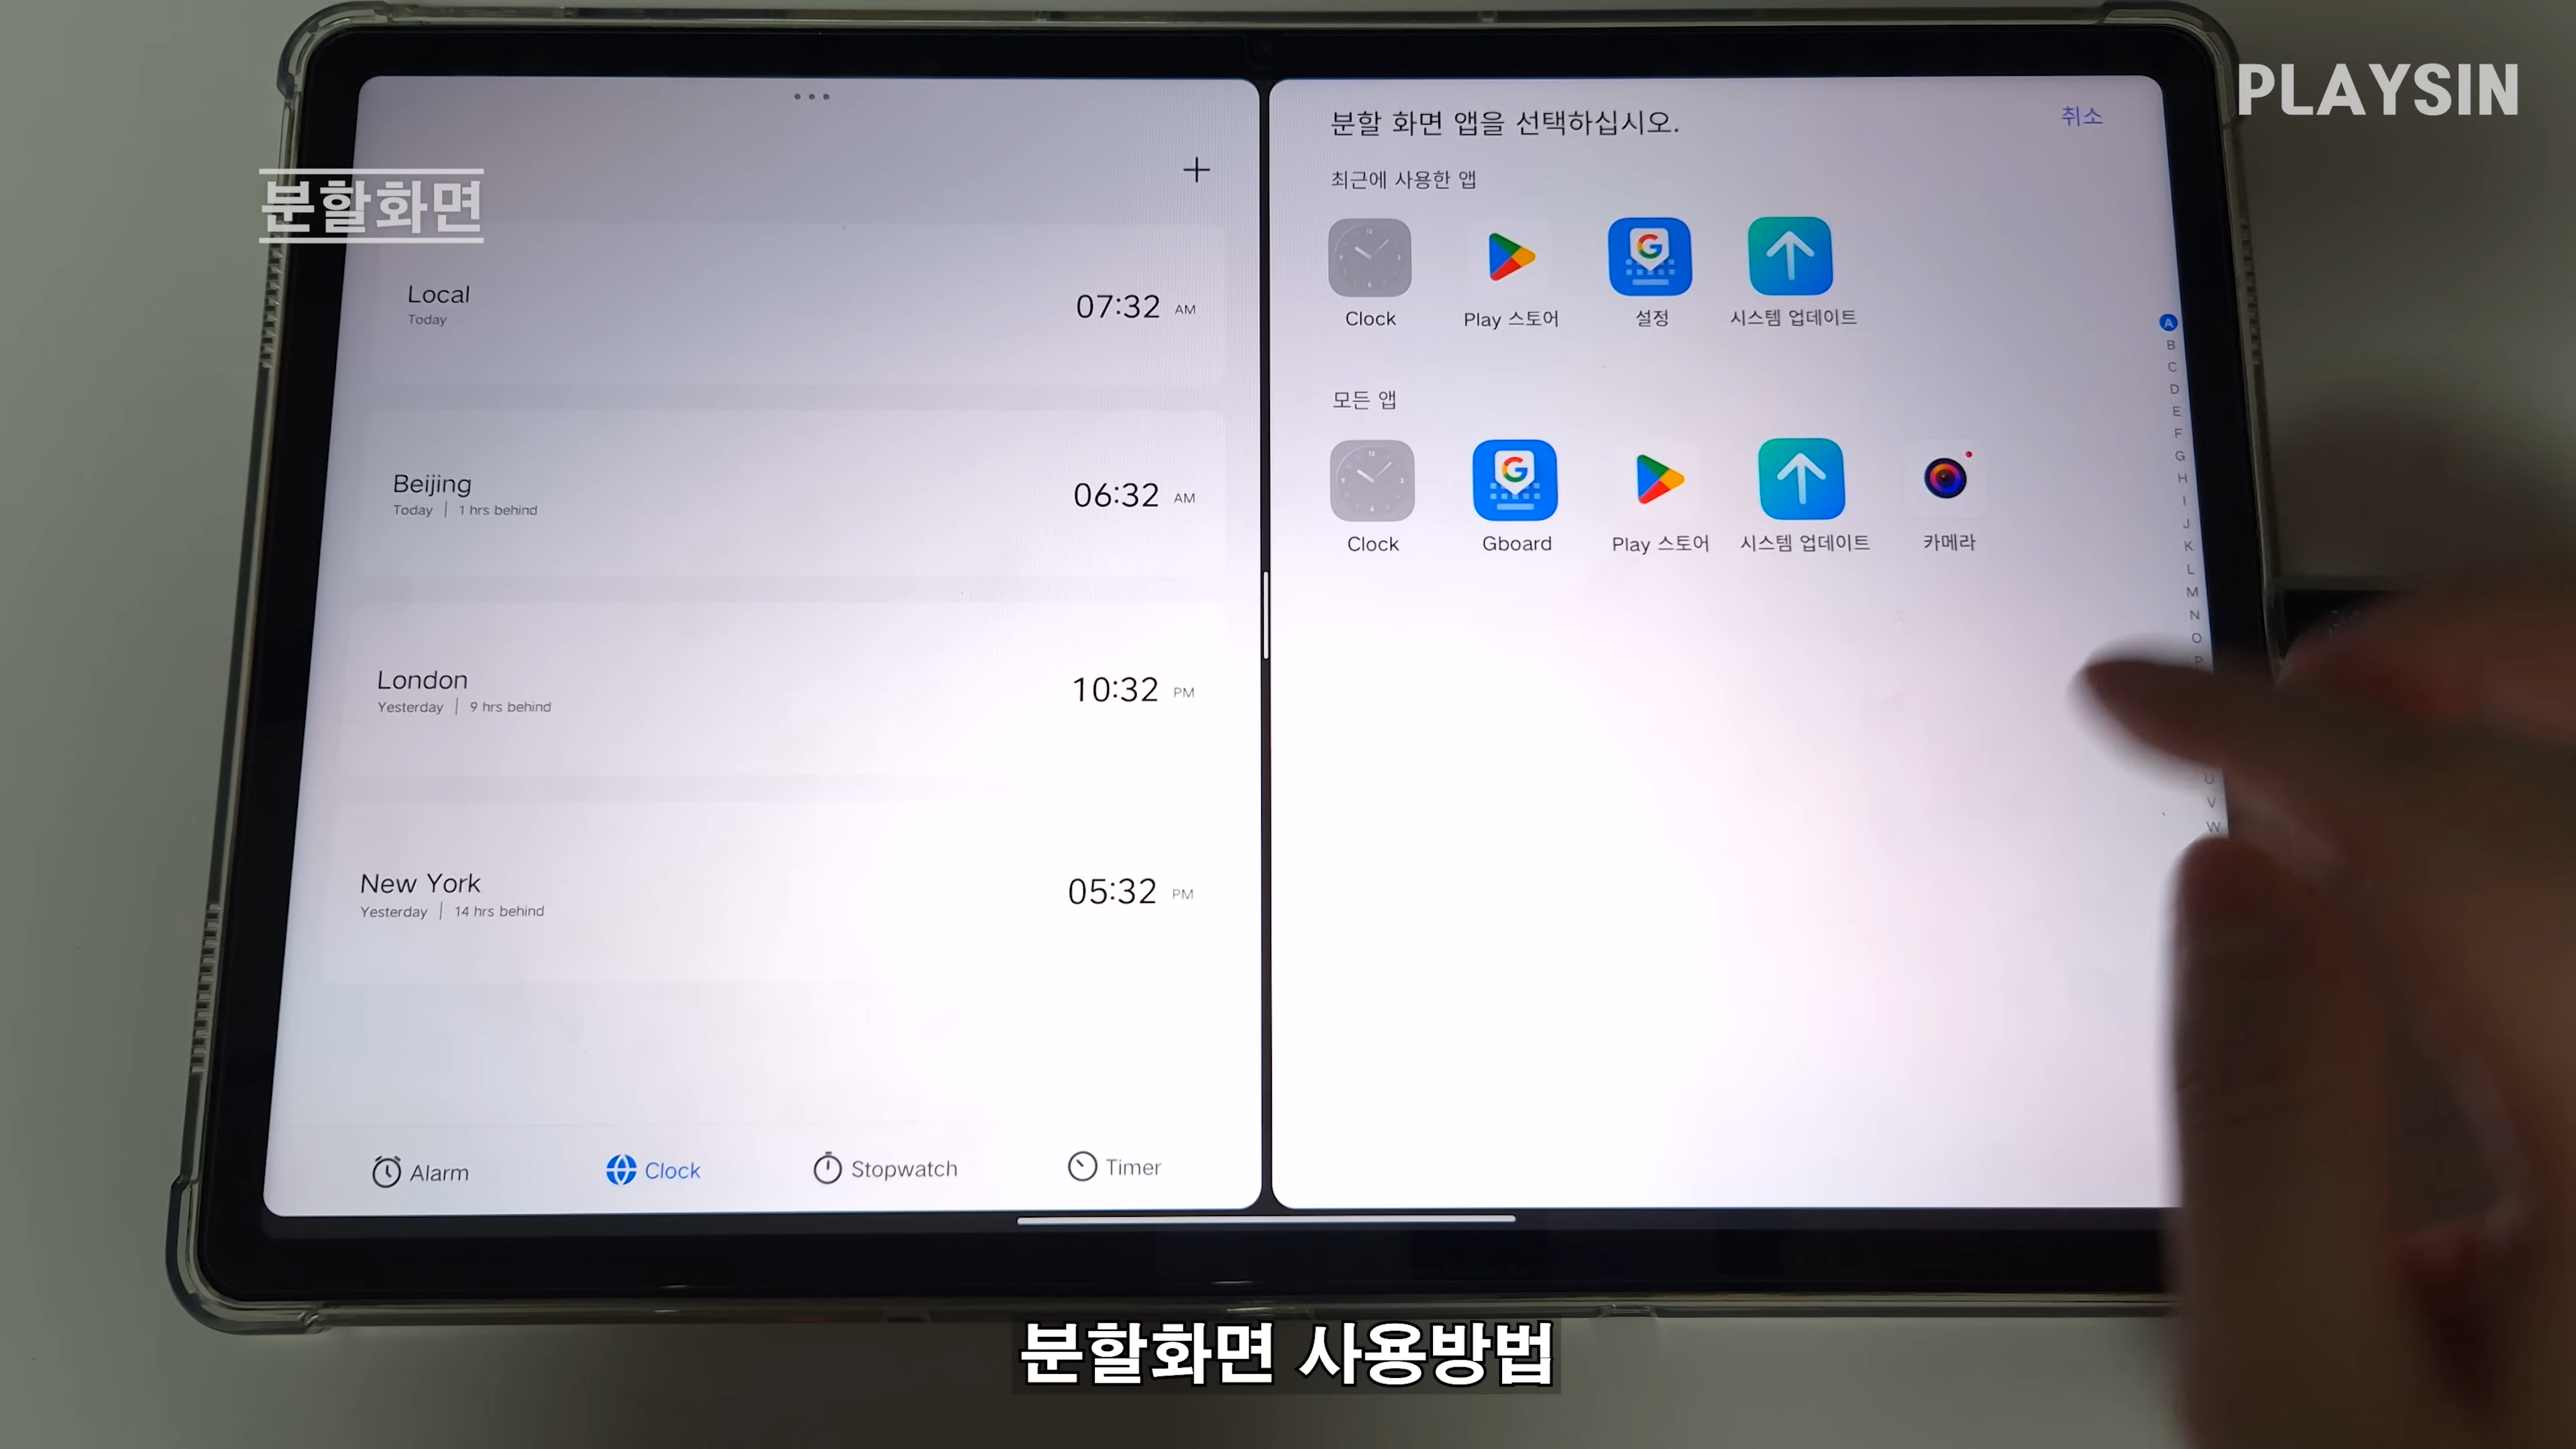 PLAYSIN
분할화면
+
Local
Today
07:32 AM
Beijing
Today | 1 hrs behind
06:32 AM
London
Yesterday | 9 hrs behind
10:32 PM
New York
Yesterday | 14 hrs behind
05:32 PM
Alarm
Clock
Stopwatch
Timer
분할 화면 앱을 선택하십시오.
취소
최근에 사용한 앱
Clock
Play 스토어
설정
시스템 업데이트
모든 앱
Clock
Gboard
Play 스토어
시스템 업데이트
카메라
A
B
C
D
E
F
G
H
I
J
K
L
M
N
O
P
U
V
W
분할화면 사용방법